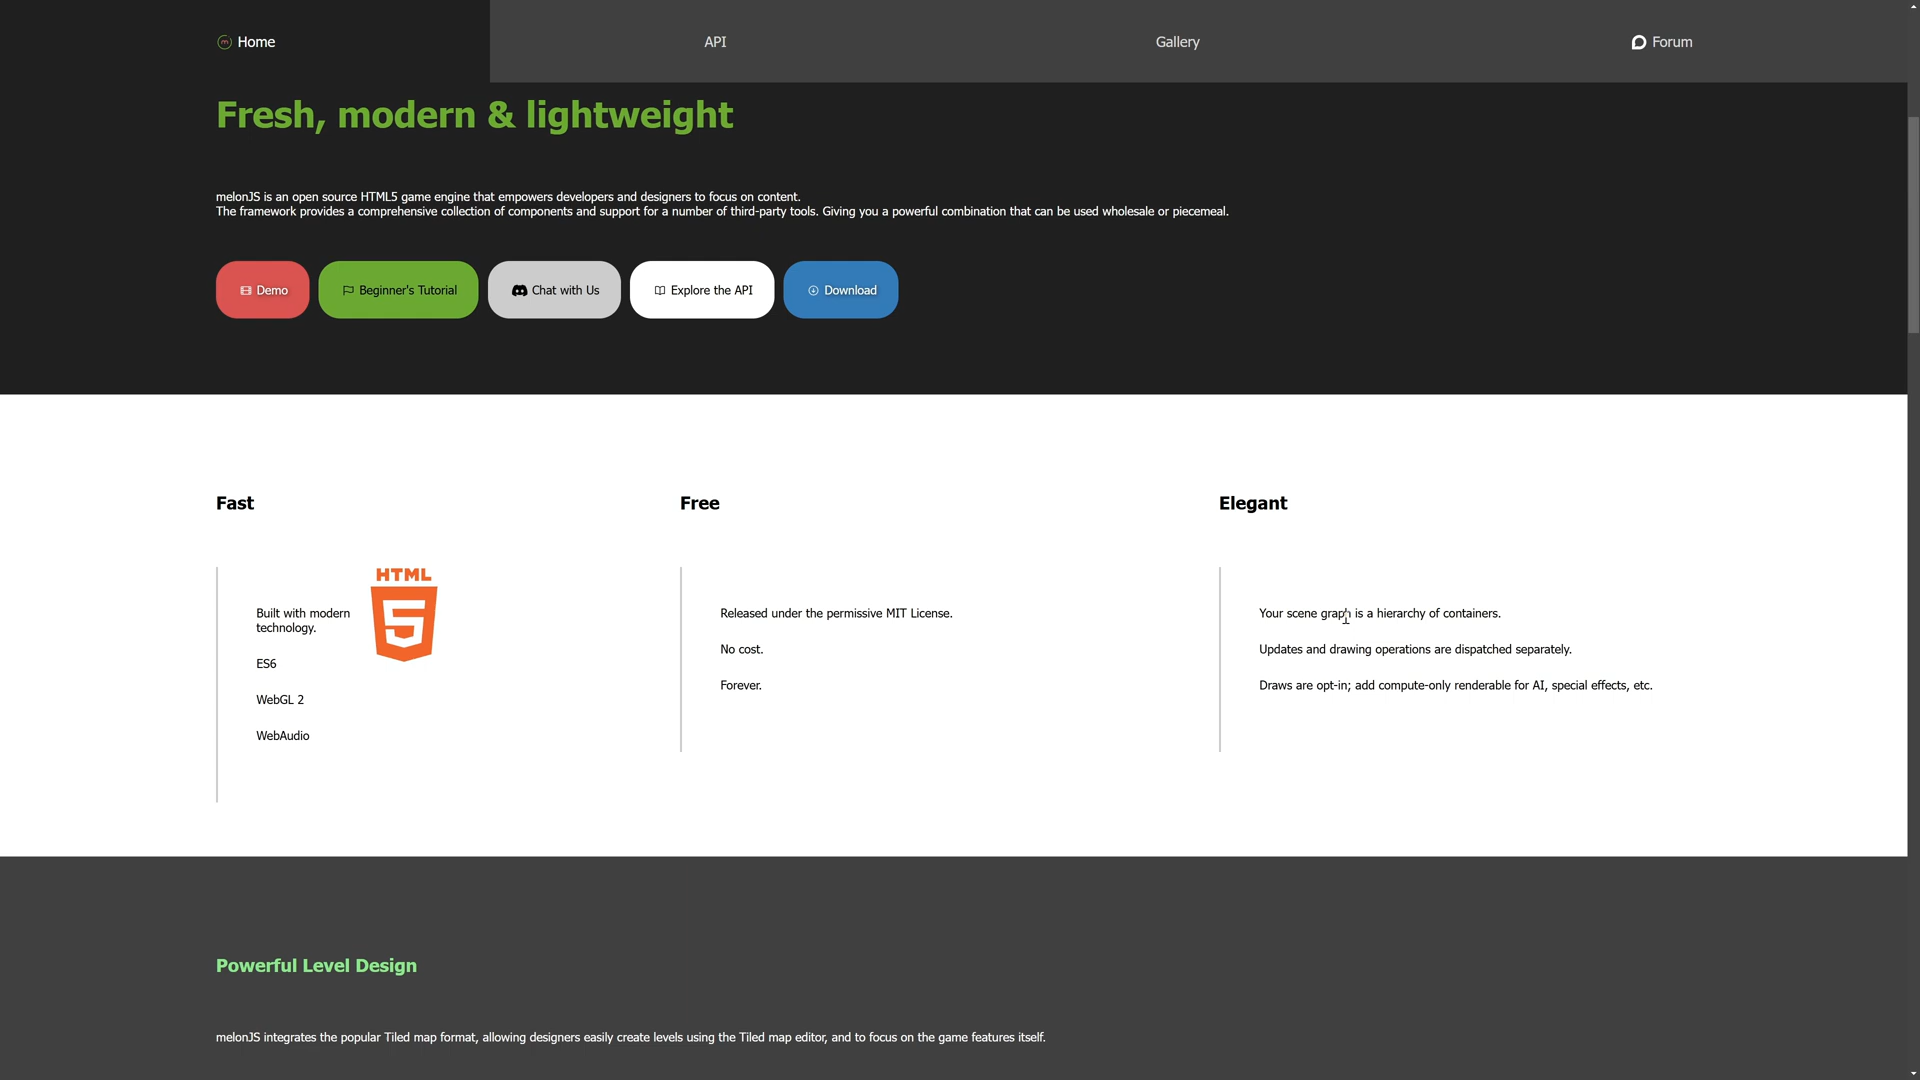 Home
API
Gallery
Forum
Fresh, modern & lightweight
melonJS is an open source HTML5 game engine that empowers developers and designers to focus on content.
The framework provides a comprehensive collection of components and support for a number of third-party tools. Giving you a powerful combination that can be used wholesale or piecemeal.
Demo
Beginner's Tutorial
Chat with Us
Explore the API
Download
Fast
Built with modern
technology.
ES6
WebGL 2
WebAudio
HTML
5
Free
Released under the permissive MIT License.
No cost.
Forever.
Elegant
Your scene graph is a hierarchy of containers.
Updates and drawing operations are dispatched separately.
Draws are opt-in; add compute-only renderable for AI, special effects, etc.
Powerful Level Design
melonJS integrates the popular Tiled map format, allowing designers easily create levels using the Tiled map editor, and to focus on the game features itself.